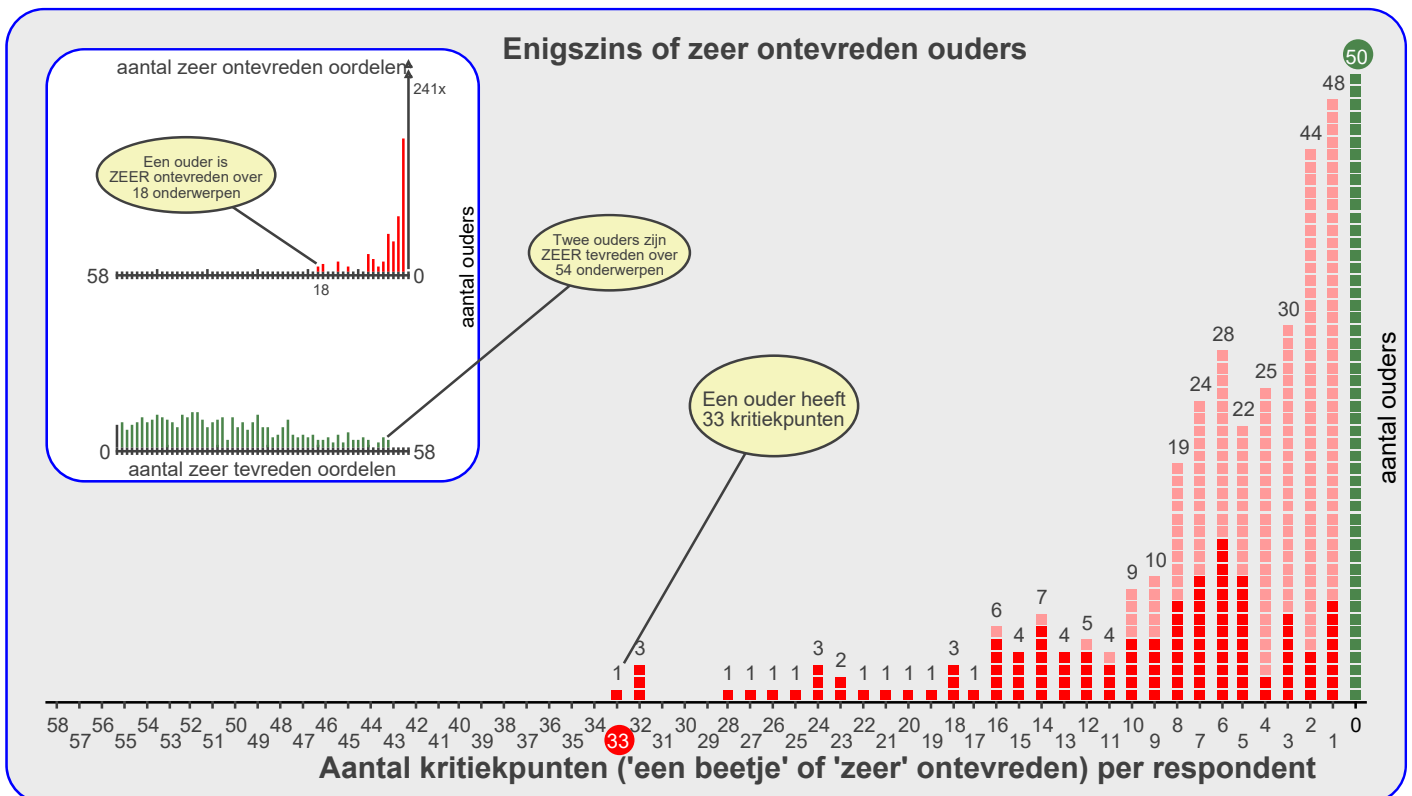 Enigszins of zeer ontevreden ouders
50
aantal zeer ontevreden oordelen
241x
Een ouder is
ZEER ontevreden over
18 onderwerpen
58
0
18
aantal ouders
Twee ouders zijn
ZEER tevreden over
54 onderwerpen
0
58
aantal zeer tevreden oordelen
Een ouder heeft
33 kritiekpunten
1 3 1 1 1 1 3 2 1 1 1 1 3 1 6 4 7 4 5 4 9 10 19 24 28 22 25 30 44 48
aantal ouders
58 56 54 52 50 48 46 44 42 40 38 36 34 32 30 28 26 24 22 20 18 16 14 12 10 8 6 4 2 0
57 55 53 51 49 47 45 43 41 39 37 35 33 31 29 27 25 23 21 19 17 15 13 11 9 7 5 3 1
Aantal kritiekpunten ('een beetje' of 'zeer' ontevreden) per respondent